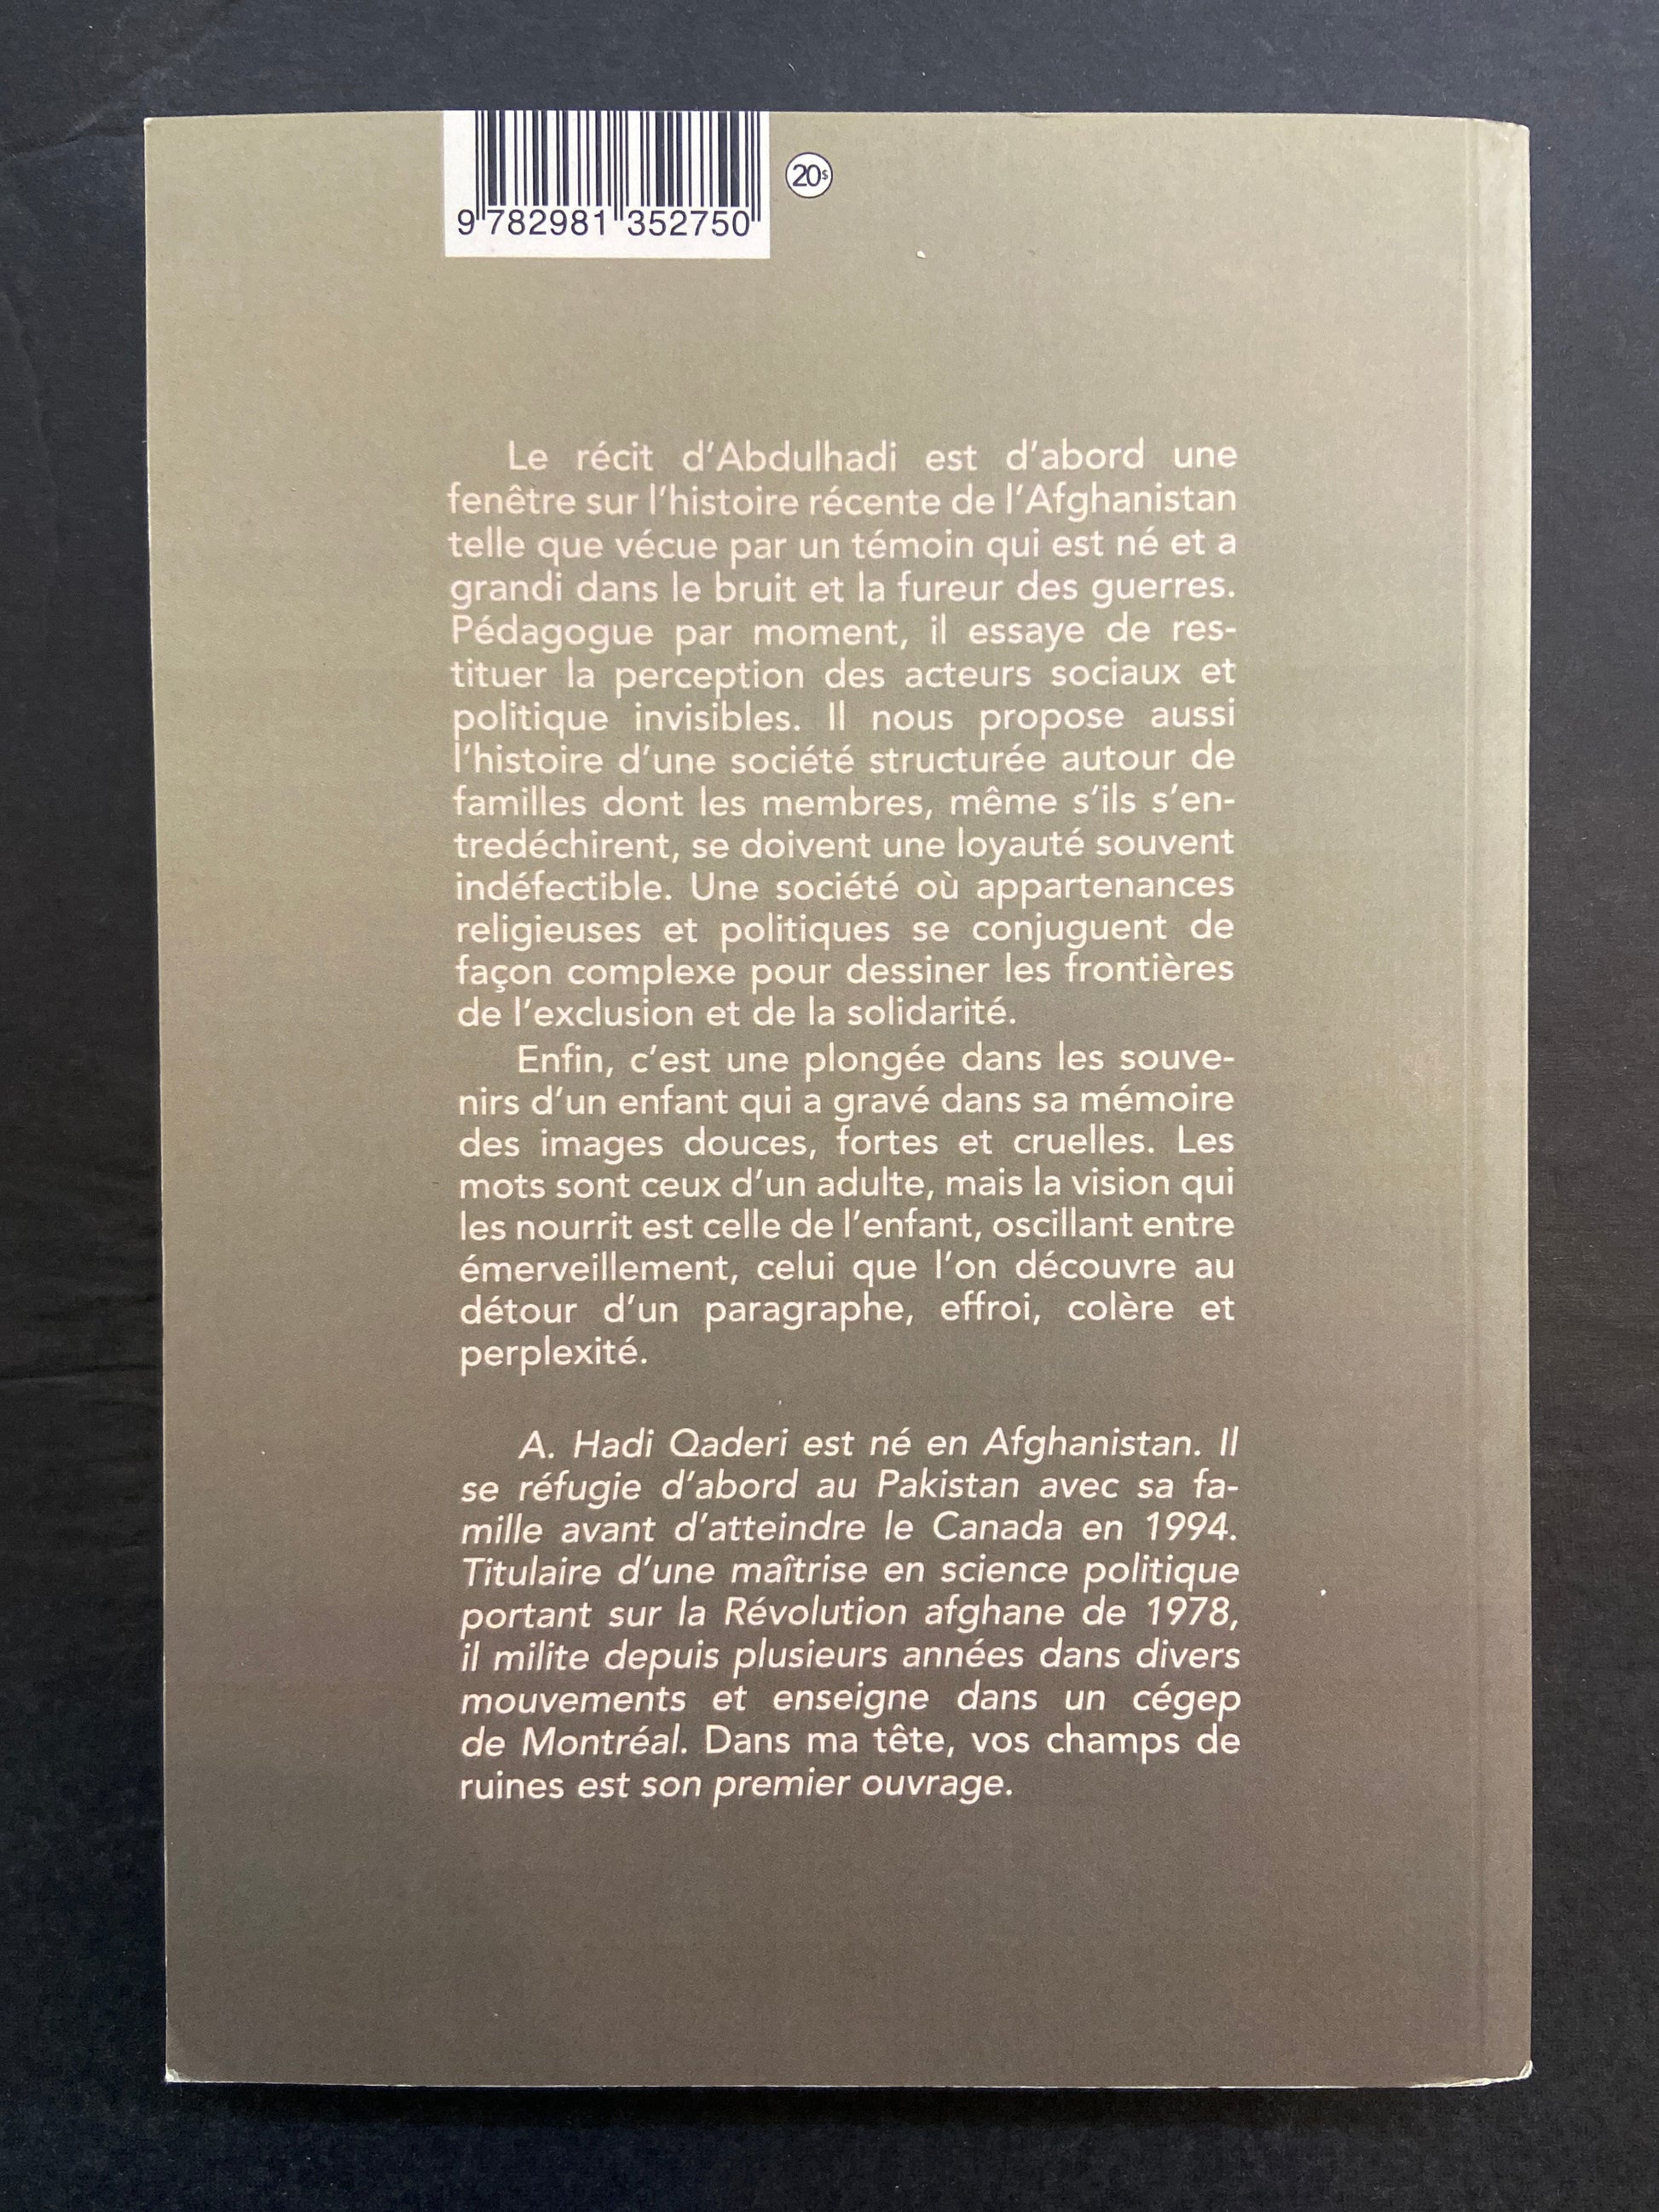 9 782981 352750
20$
Le récit d'Abdulhadi est d'abord une
fenêtre sur l'histoire récente de l'Afghanistan
telle que vécue par un témoin qui est né et a
grandi dans le bruit et la fureur des guerres.
Pédagogue par moment, il essaye de res-
tituer la perception des acteurs sociaux et
politique invisibles. Il nous propose aussi
l'histoire d'une société structurée autour de
familles dont les membres, même s'ils s'en-
tredéchirent, se doivent une loyauté souvent
indéfectible. Une société où appartenances
religieuses et politiques se conjuguent de
façon complexe pour dessiner les frontières
de l'exclusion et de la solidarité.
Enfin, c'est une plongée dans les souve-
nirs d'un enfant qui a gravé dans sa mémoire
des images douces, fortes et cruelles. Les
mots sont ceux d'un adulte, mais la vision qui
les nourrit est celle de l'enfant, oscillant entre
émerveillement, celui que l'on découvre au
détour d'un paragraphe, effroi, colère et
perplexité.
A. Hadi Qaderi est né en Afghanistan. Il
se réfugie d'abord au Pakistan avec sa fa-
mille avant d'atteindre le Canada en 1994.
Titulaire d'une maîtrise en science politique
portant sur la Révolution afghane de 1978,
il milite depuis plusieurs années dans divers
mouvements et enseigne dans un cégep
de Montréal. Dans ma tête, vos champs de
ruines est son premier ouvrage.